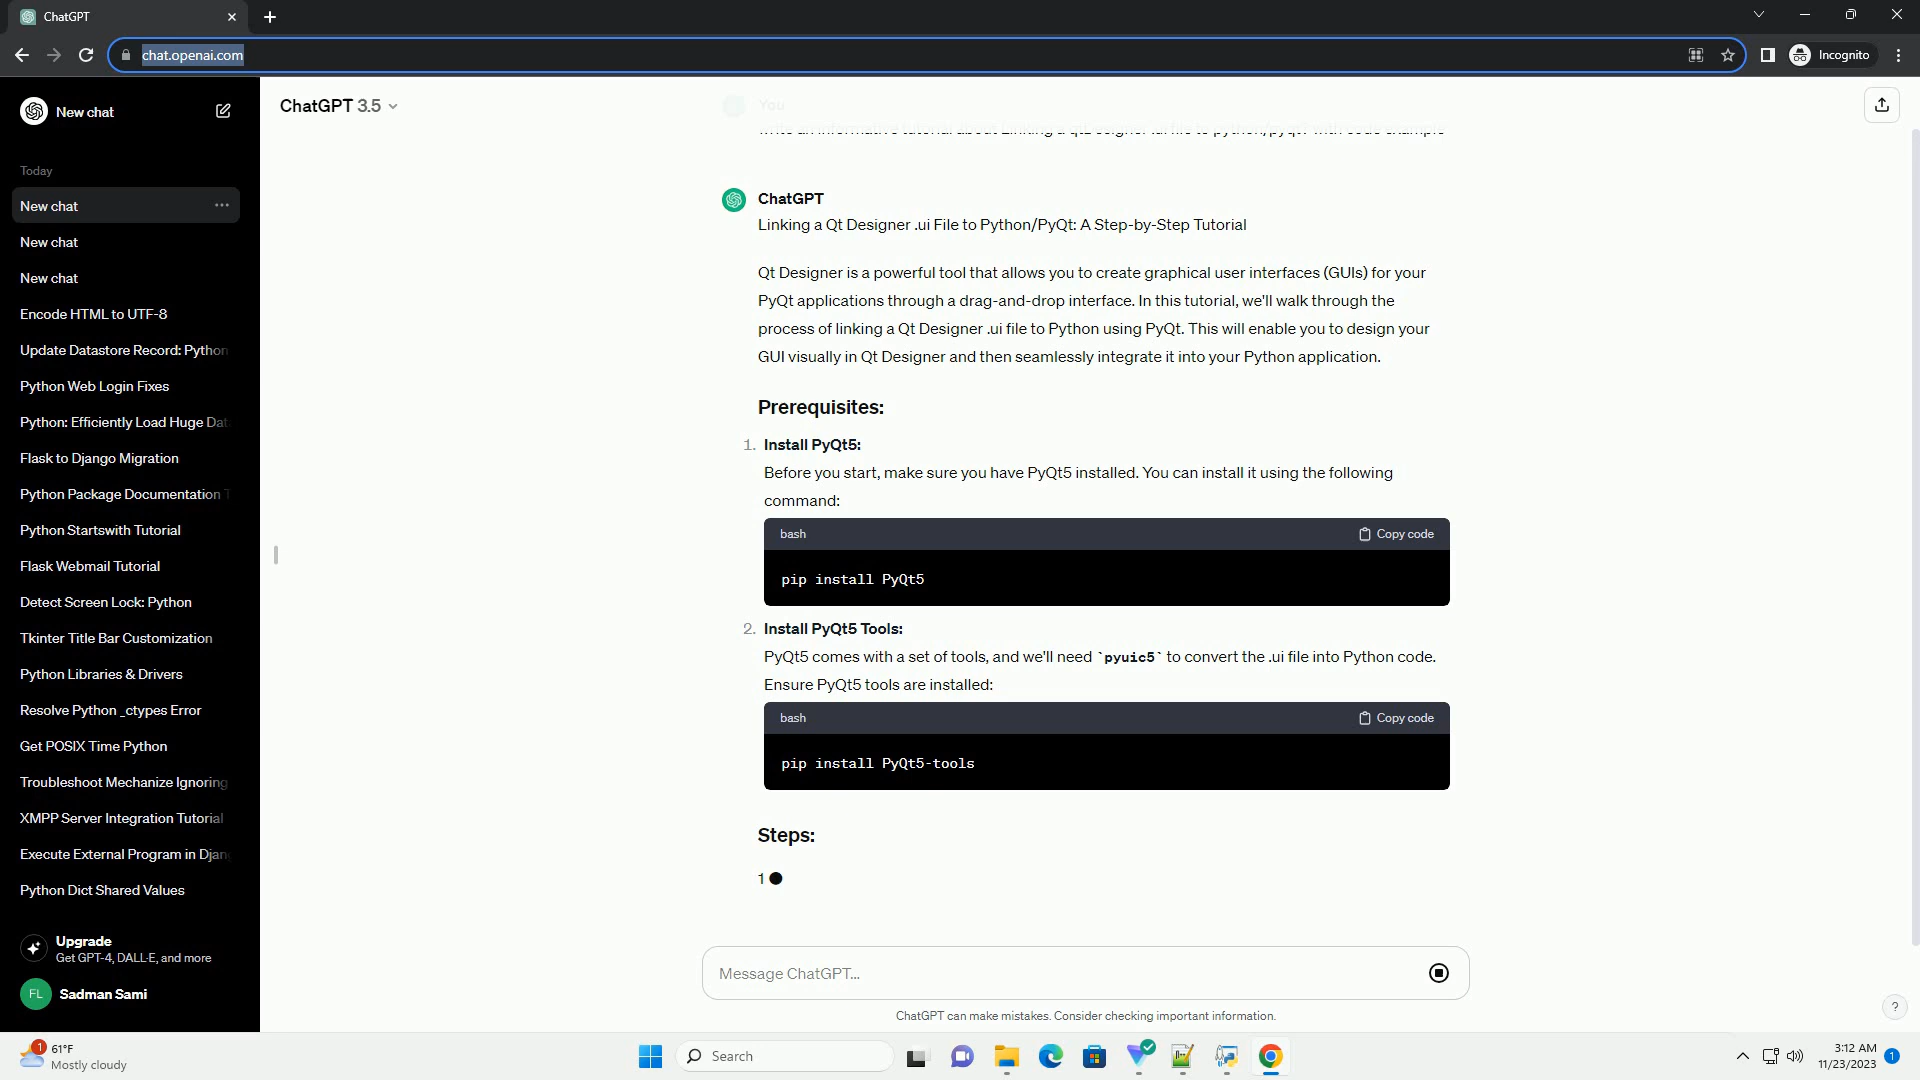 ChatGPT
chat.openai.com
Incognito
New chat
Today
New chat
New chat
New chat
Encode HTML to UTF-8
Update Datastore Record: Python
Python Web Login Fixes
Python: Efficiently Load Huge Dat
Flask to Django Migration
Python Package Documentation T
Python Startswith Tutorial
Flask Webmail Tutorial
Detect Screen Lock: Python
Tkinter Title Bar Customization
Python Libraries & Drivers
Resolve Python _ctypes Error
Get POSIX Time Python
Troubleshoot Mechanize Ignoring
XMPP Server Integration Tutorial
Execute External Program in Djan
Python Dict Shared Values
Upgrade
Get GPT-4, DALL·E, and more
FL
Sadman Sami
ChatGPT 3.5
You
ChatGPT
Linking a Qt Designer .ui File to Python/PyQt: A Step-by-Step Tutorial
Qt Designer is a powerful tool that allows you to create graphical user interfaces (GUIs) for your
PyQt applications through a drag-and-drop interface. In this tutorial, we'll walk through the
process of linking a Qt Designer .ui file to Python using PyQt. This will enable you to design your
GUI visually in Qt Designer and then seamlessly integrate it into your Python application.
Prerequisites:
1. Install PyQt5:
Before you start, make sure you have PyQt5 installed. You can install it using the following
command:
bash
Copy code
pip install PyQt5
2. Install PyQt5 Tools:
PyQt5 comes with a set of tools, and we'll need `pyuic5` to convert the .ui file into Python code.
Ensure PyQt5 tools are installed:
bash
Copy code
pip install PyQt5-tools
Steps:
1
Message ChatGPT...
ChatGPT can make mistakes. Consider checking important information.
?
1
61°F
Mostly cloudy
Search
3:12 AM
11/23/2023
1